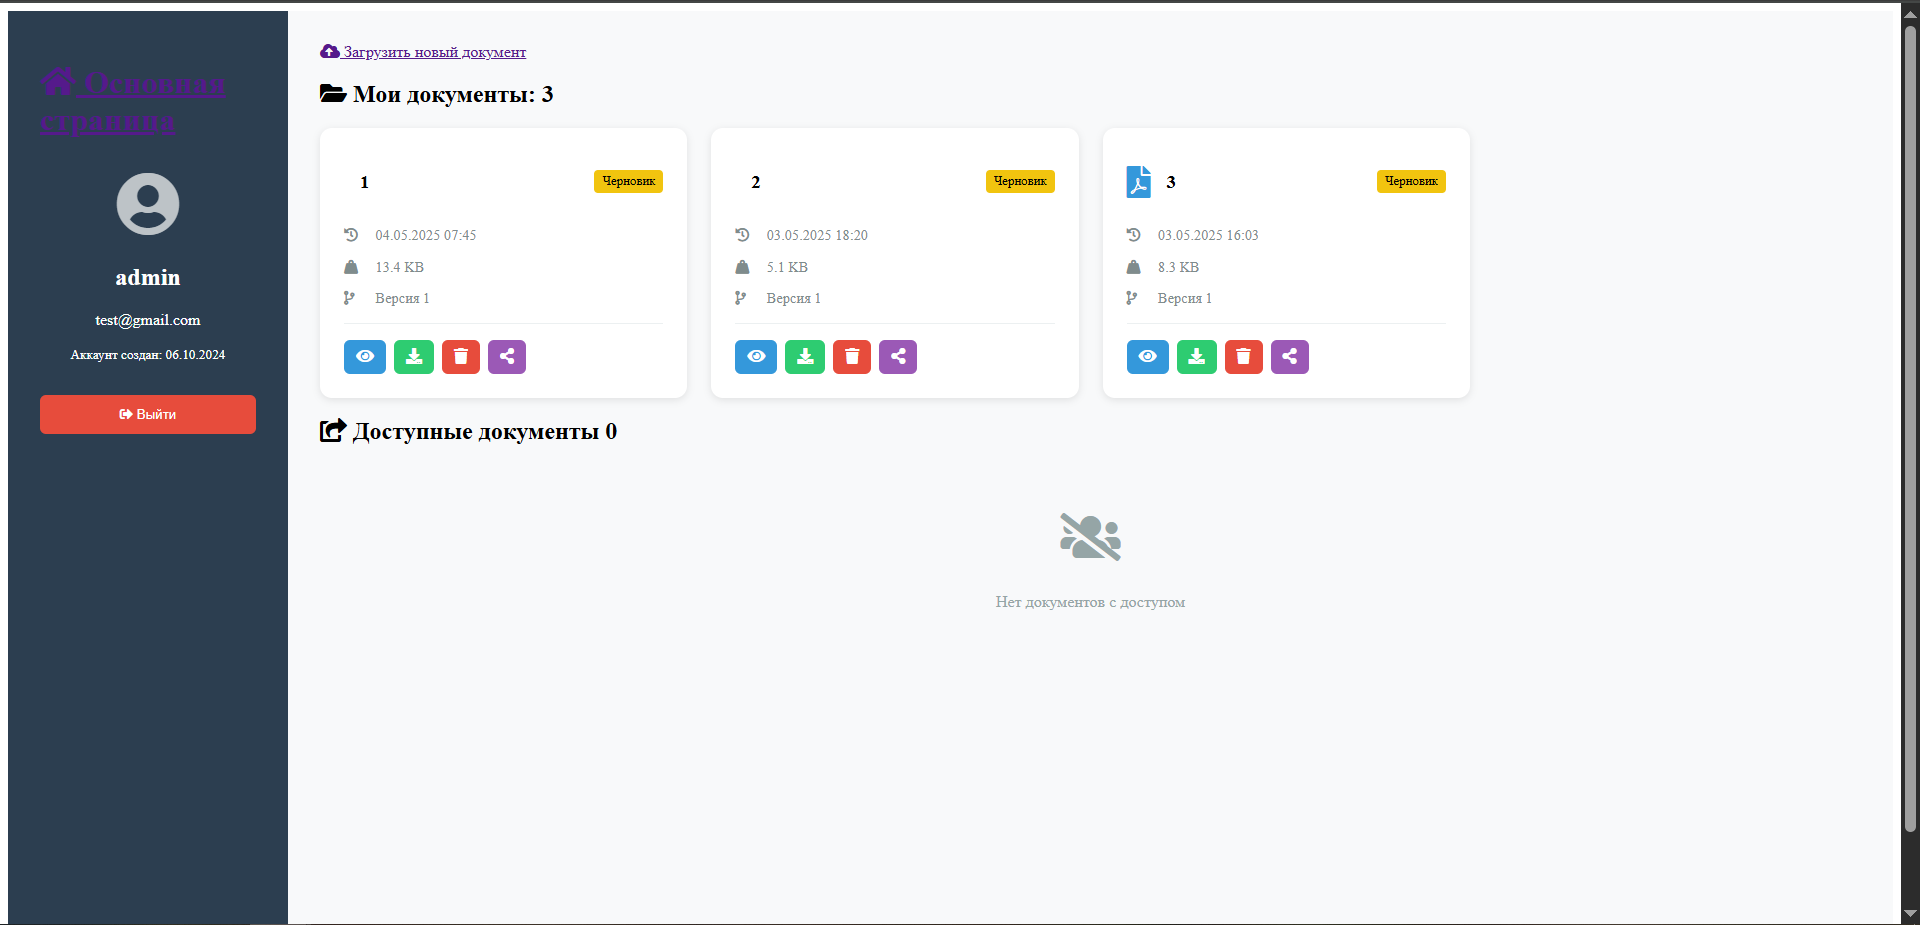 Основная
страница
admin
test@gmail.com
Аккаунт создан: 06.10.2024
Выйти
Загрузить новый документ
Мои документы: 3
1
Черновик
04.05.2025 07:45
13.4 KB
Версия 1
2
Черновик
03.05.2025 18:20
5.1 KB
Версия 1
3
Черновик
03.05.2025 16:03
8.3 KB
Версия 1
Доступные документы 0
Нет документов с доступом